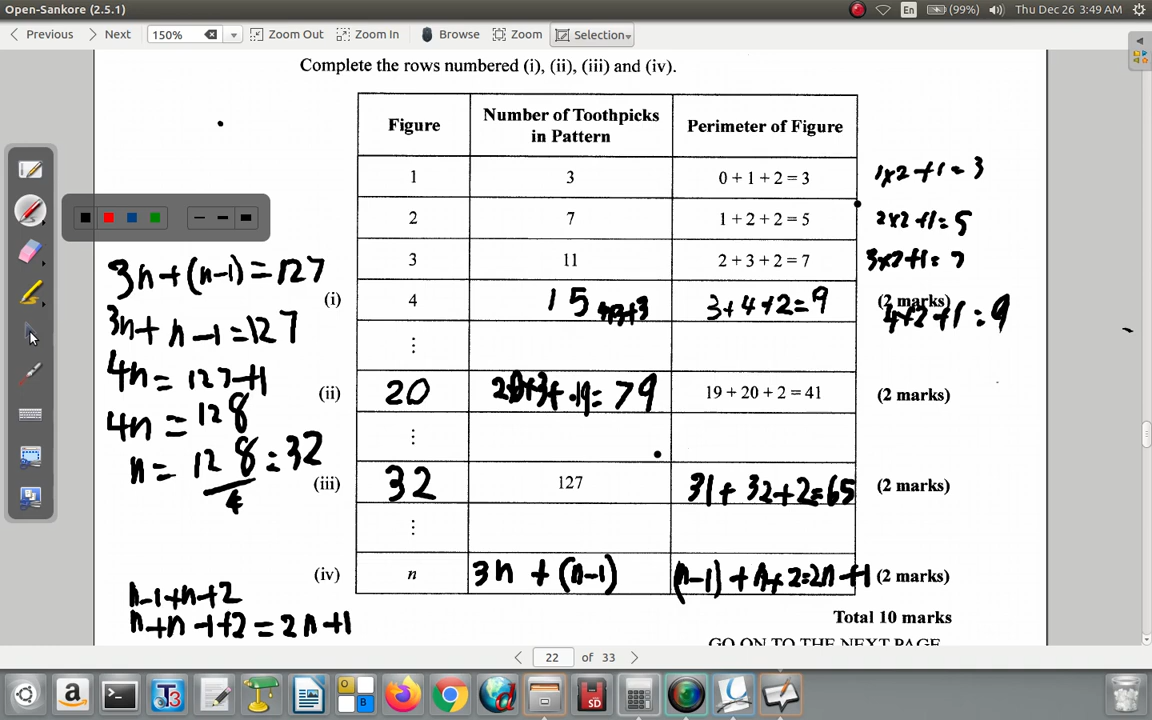 Open-Sankore (2.5.1)
En (99%) Thu Dec 26 3:49 AM
Previous Next 150% Zoom Out Zoom In Browse Zoom Selection
Complete the rows numbered (i), (ii), (iii) and (iv).
Figure Number of Toothpicks in Pattern Perimeter of Figure
1 3 0 + 1 + 2 = 3 1x2+1=3
2 7 1 + 2 + 2 = 5 2x2+1=5
3 11 2 + 3 + 2 = 7 3x2+1=7
(i) 4 15 3+4+2=9 (2 marks)
4x2+1=9
⋮
(ii) 20 =79 19 + 20 + 2 = 41 (2 marks)
⋮
(iii) 32 127 31+32+2=65 (2 marks)
⋮
(iv) n 3n+(n-1) (n-1)+n+2=2n+1 (2 marks)
3n+(n-1)=127
3n+n-1=127
4n=127+1
4n=128
n=128/4=32
n-1+n+2
n+n-1+2=2n+1
Total 10 marks
GO ON TO THE NEXT PAGE
22 of 33